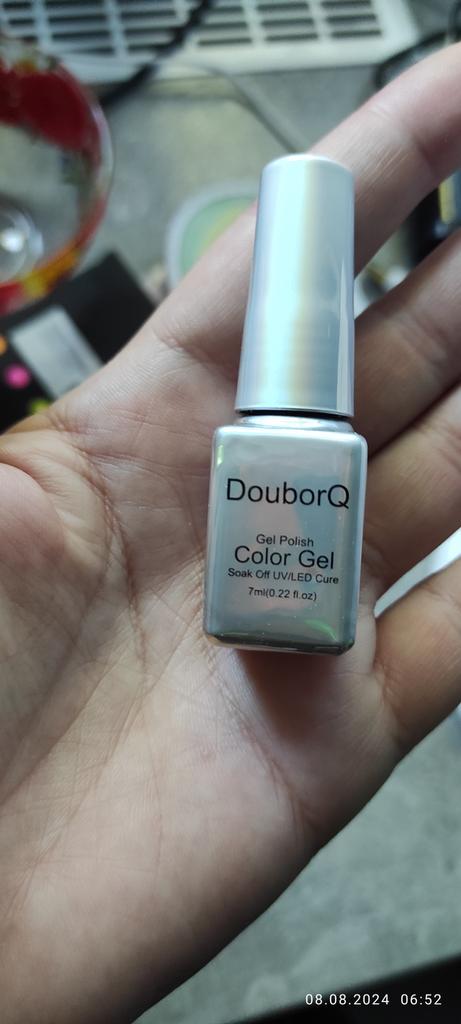 DouborQ
Gel Polish
Color Gel
Soak Off UV/LED Cure
7ml(0.22 fl.oz)
08.08.2024 06:52